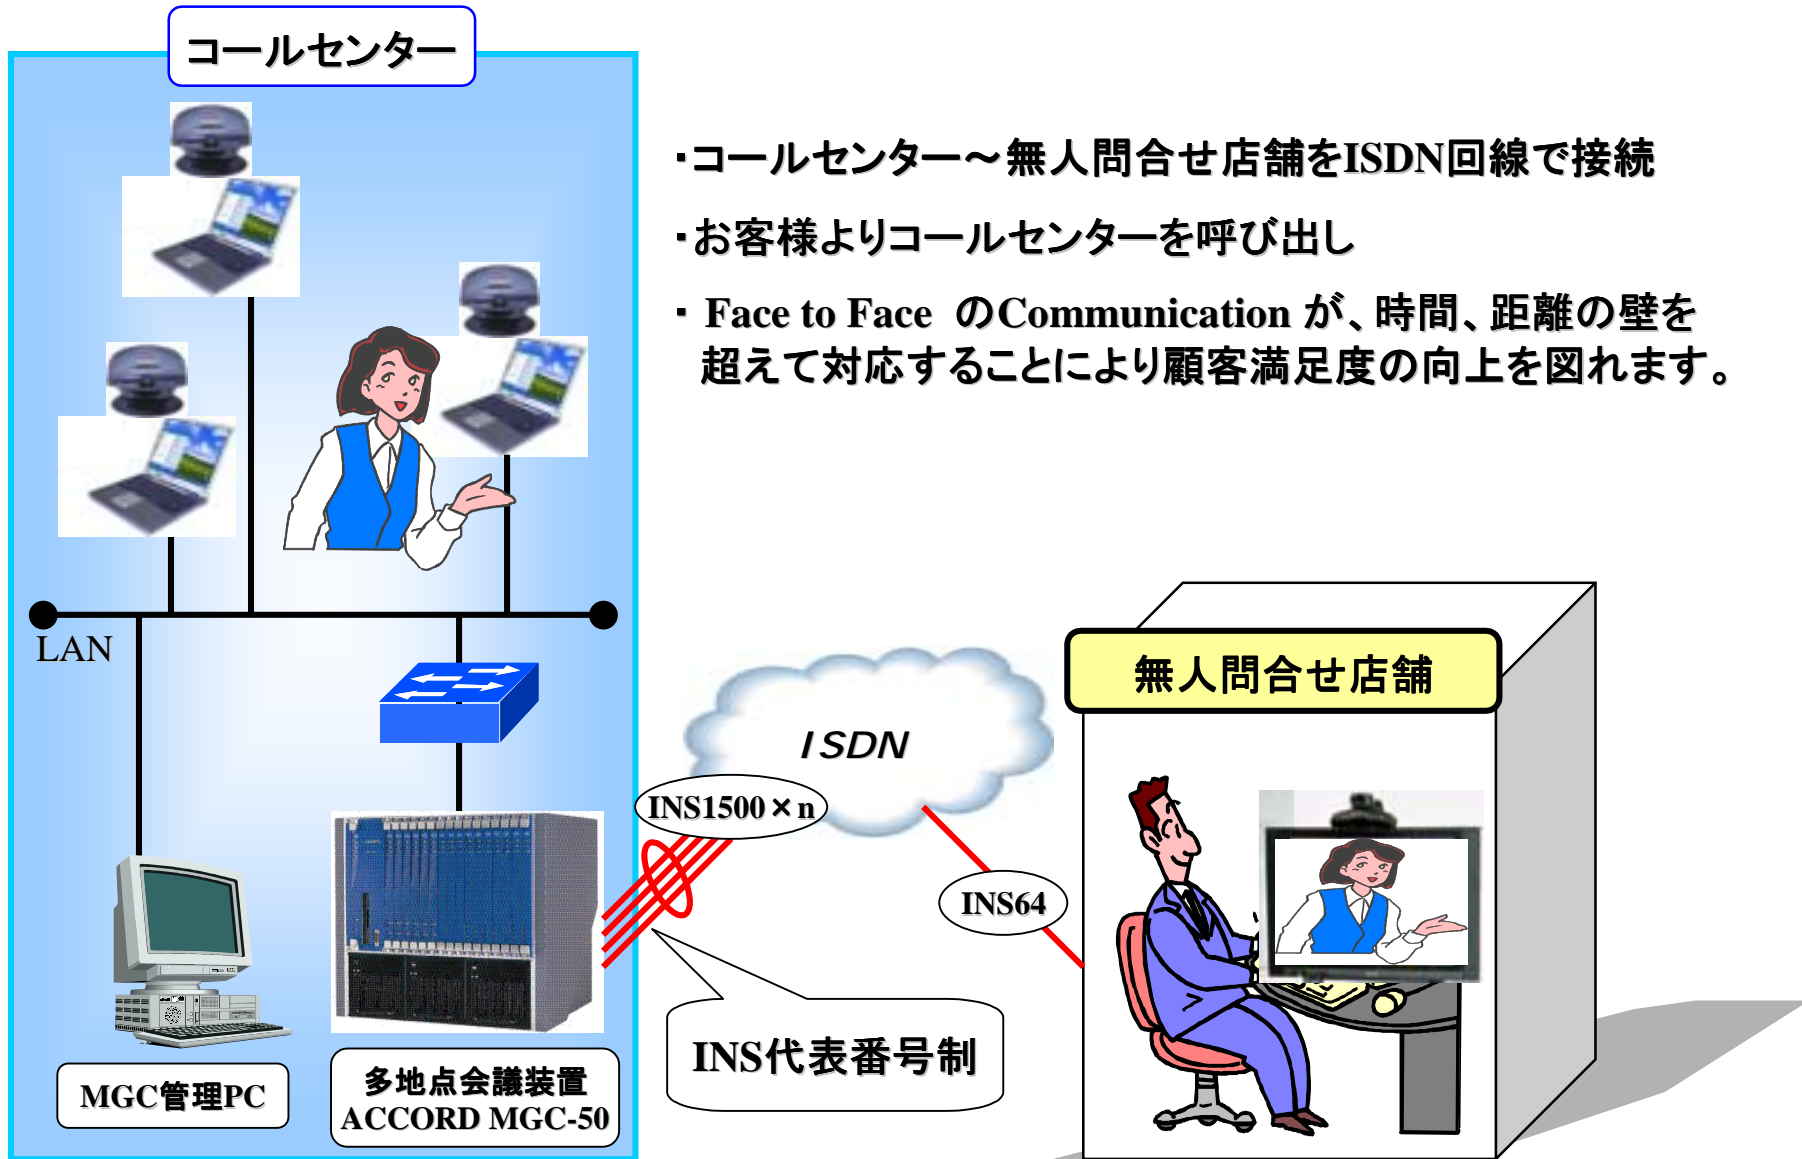 コールセンター
・コールセンター～無人問合せ店舗をISDN回線で接続
・お客様よりコールセンターを呼び出し
・Face to Face のCommunication が、時間、距離の壁を
超えて対応することにより顧客満足度の向上を図れます。
LAN
無人問合せ店舗
ISDN
INS1500×n
INS64
INS代表番号制
MGC管理PC
多地点会議装置
ACCORD MGC-50